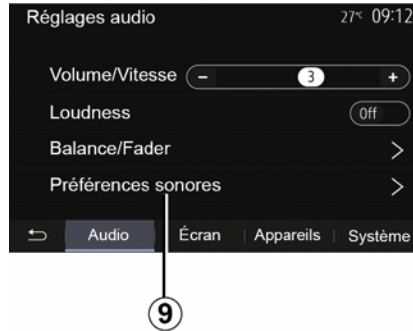 Réglages audio 27°C 09:12
Volume/Vitesse - 3 +
Loudness Off
Balance/Fader >
Préférences sonores >
Audio Écran Appareils Système
9